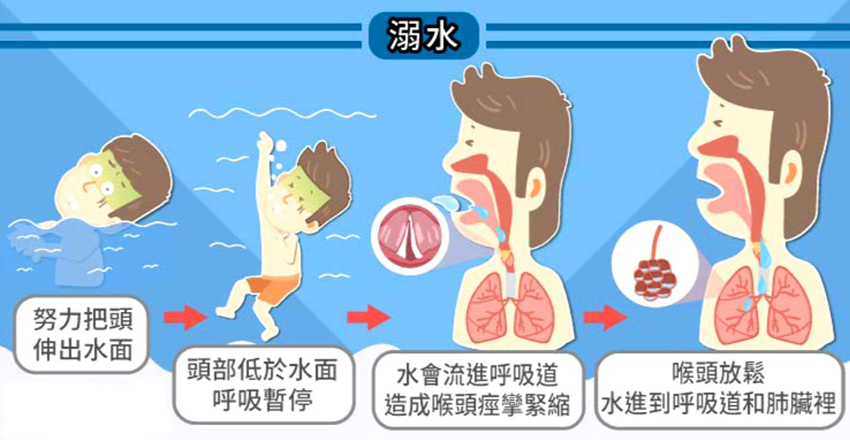 溺水
努力把頭
伸出水面
頭部低於水面
呼吸暫停
水會流進呼吸道
造成喉頭痙攣緊縮
喉頭放鬆
水進到呼吸道和肺臟裡